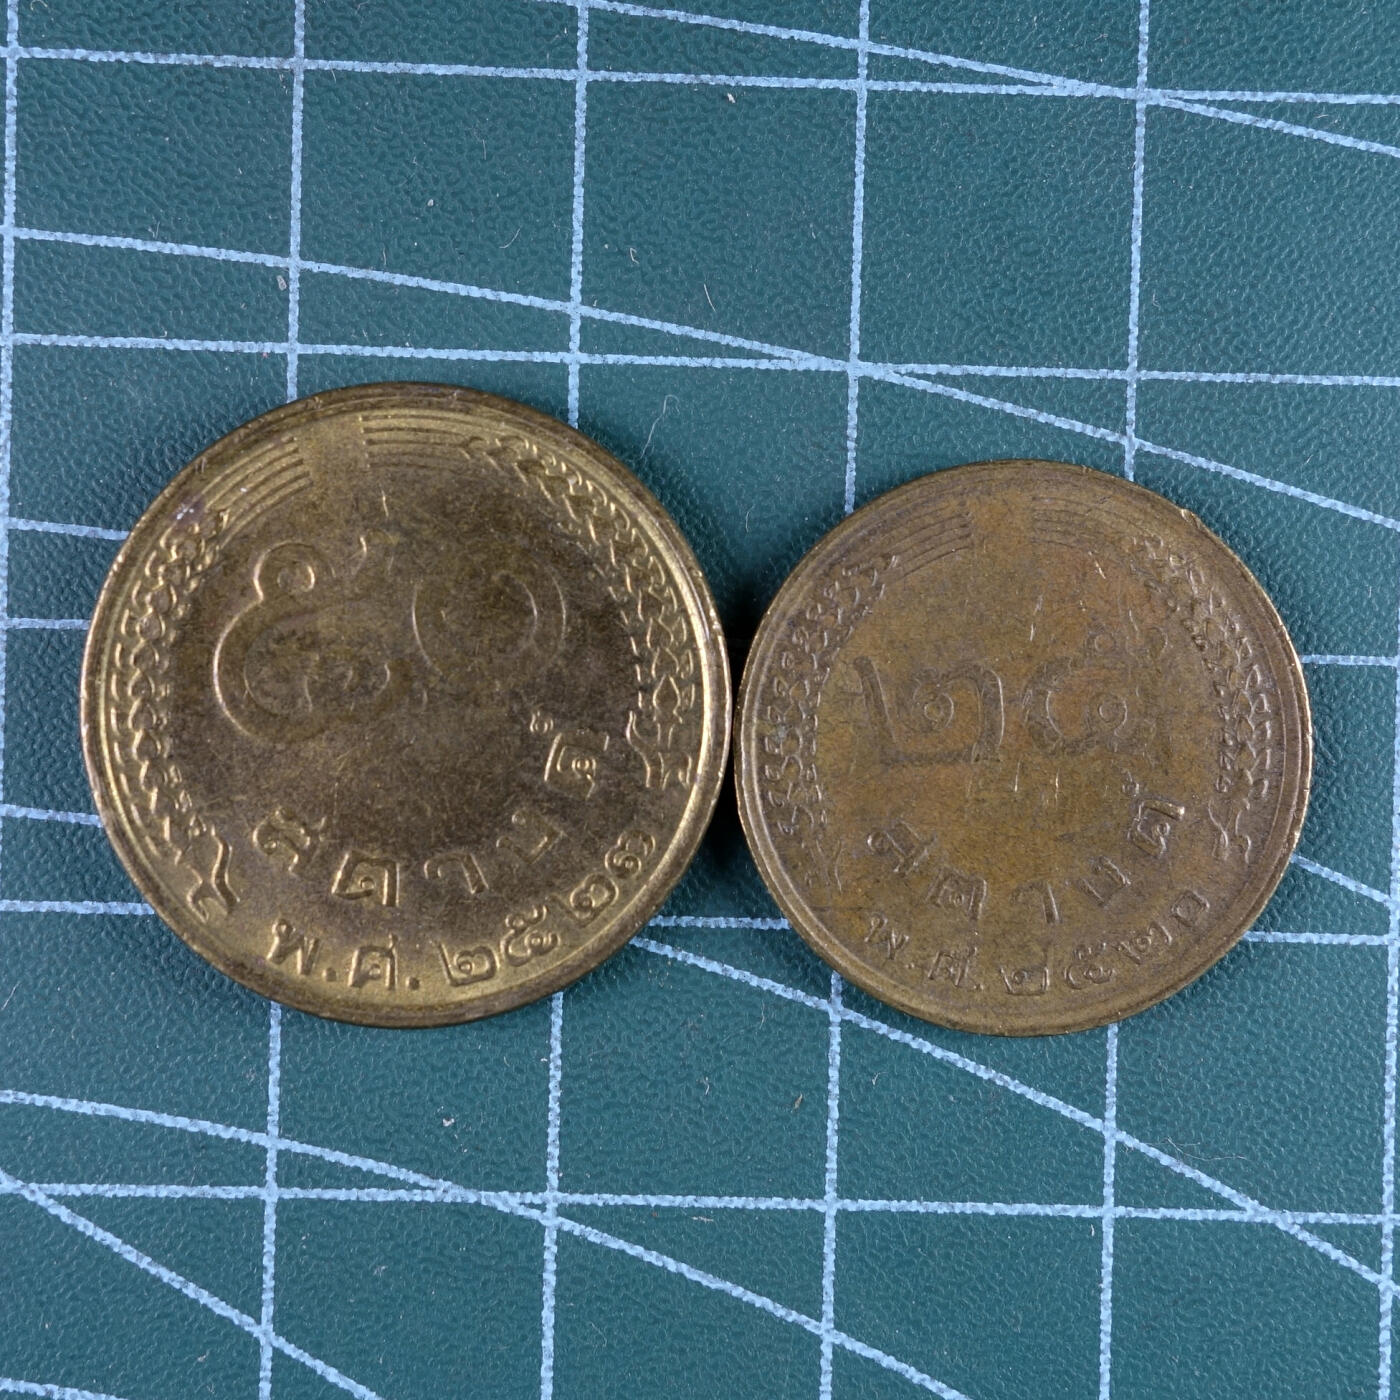 ๕๐
สตางค์
พ.ศ. ๒๕๒๓
๒๕
สตางค์
พ.ศ. ๒๕๒๐